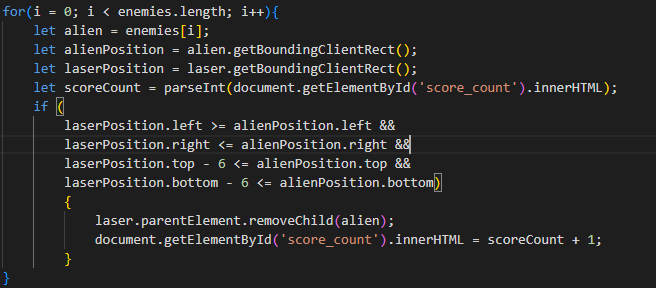 for(i = 0; i < enemies.length; i++){
    let alien = enemies[i];
    let alienPosition = alien.getBoundingClientRect();
    let laserPosition = laser.getBoundingClientRect();
    let scoreCount = parseInt(document.getElementById('score_count').innerHTML);
    if (
        laserPosition.left >= alienPosition.left &&
        laserPosition.right <= alienPosition.right &&
        laserPosition.top - 6 <= alienPosition.top &&
        laserPosition.bottom - 6 <= alienPosition.bottom)
        {
            laser.parentElement.removeChild(alien);
            document.getElementById('score_count').innerHTML = scoreCount + 1;
        }
}